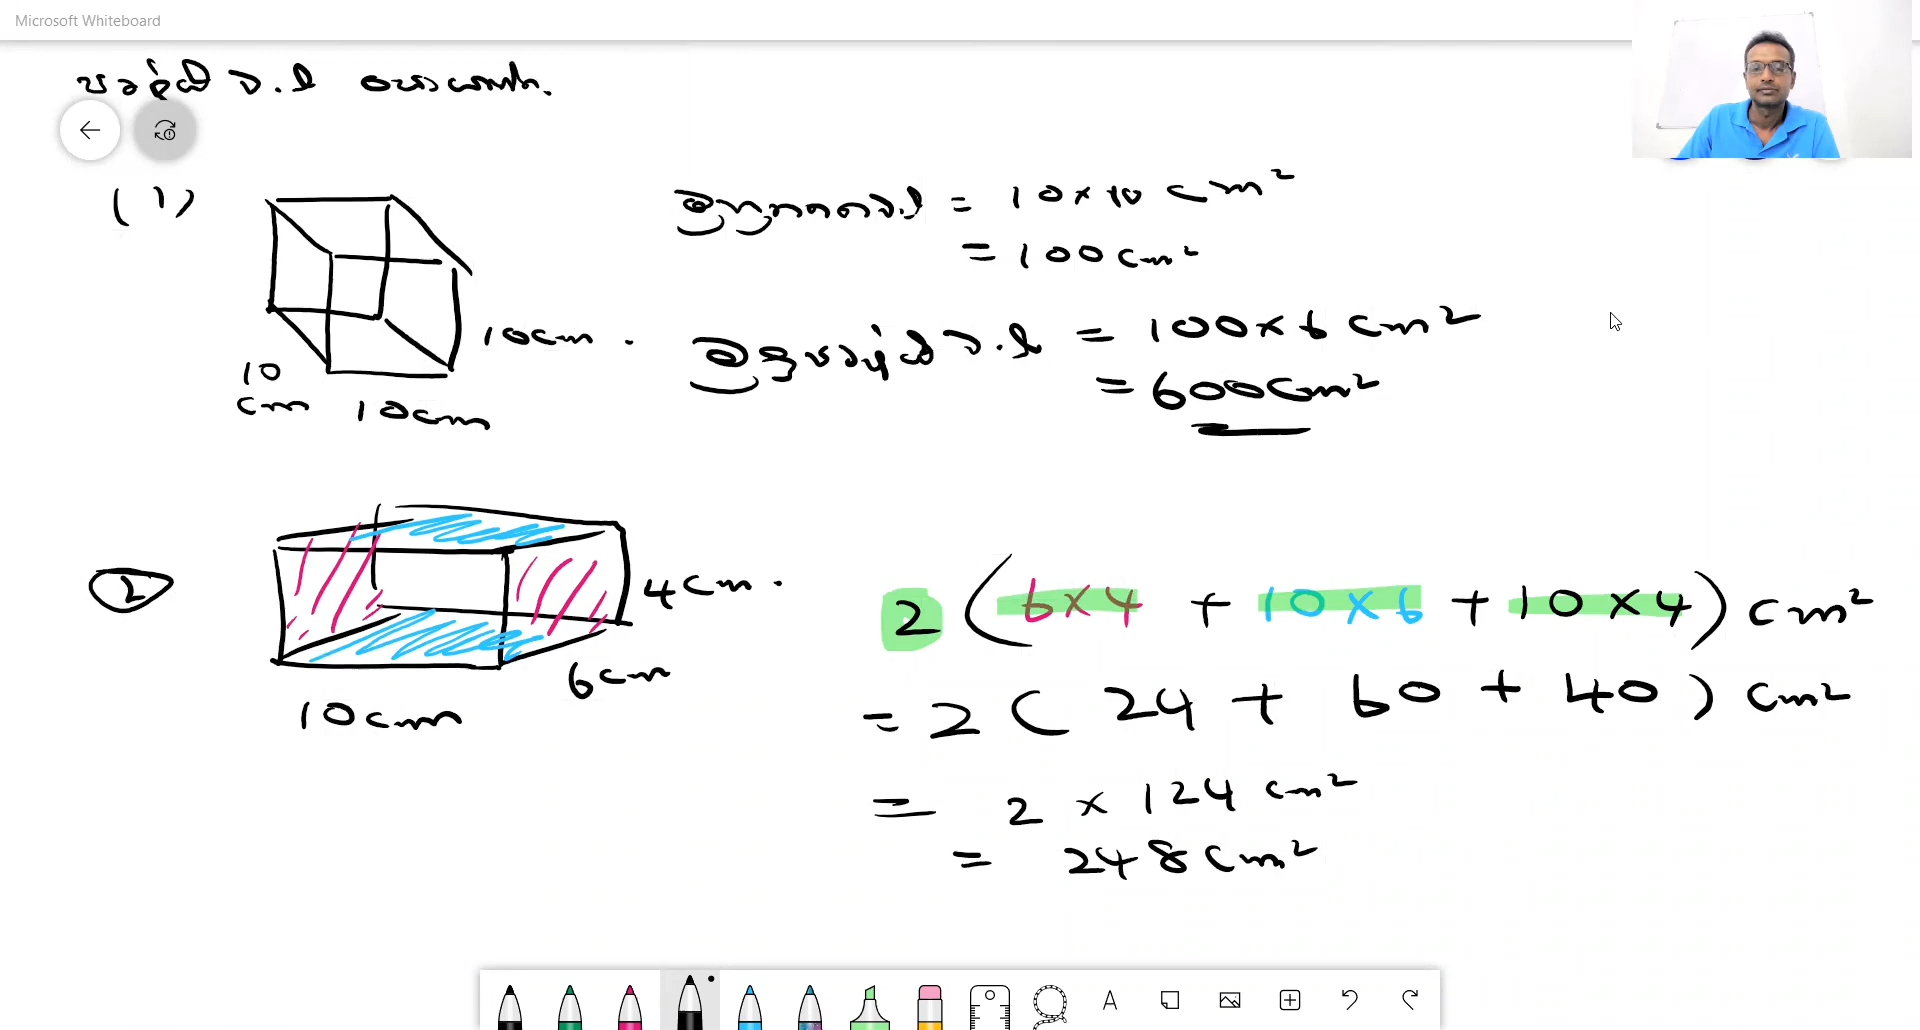 Microsoft Whiteboard
(1)
= 10 × 10 cm²
= 100 cm²
= 100 × 6 cm²
= 600 cm²
10cm .
10
cm
10cm
2
4cm .
6cm
10cm
2 ( 6 × 4 + 10 × 6 + 10 × 4 ) cm²
= 2 ( 24 + 60 + 40 ) cm²
= 2 × 124 cm²
= 248 cm²
A